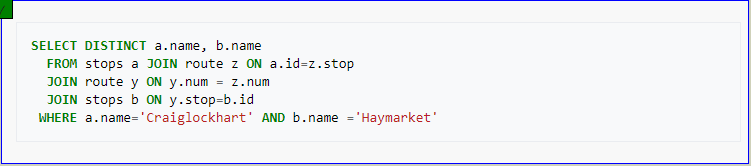 SELECT DISTINCT a.name, b.name
FROM stops a JOIN route z ON a.id=z.stop
JOIN route y ON y.num = z.num
JOIN stops b ON y.stop=b.id
WHERE a.name='Craiglockhart' AND b.name ='Haymarket'